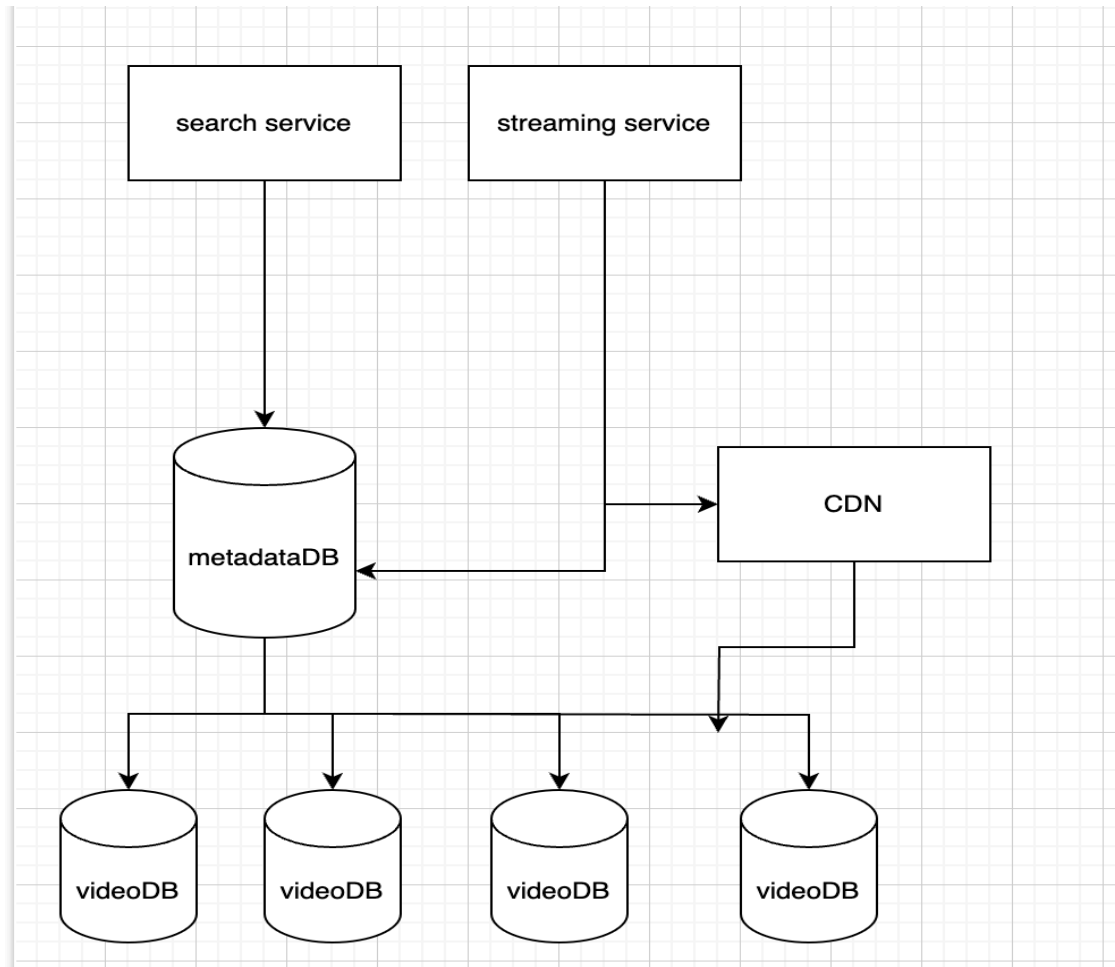 search service
streaming service
CDN
metadataDB
videoDB
videoDB
videoDB
videoDB